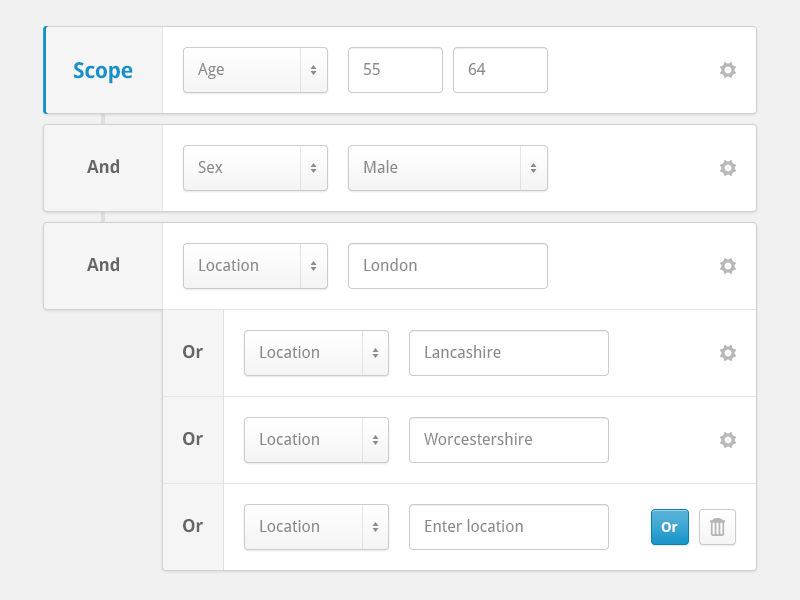 Scope Age 55 64
And Sex Male
And Location London
Or Location Lancashire
Or Location Worcestershire
Or Location Enter location Or